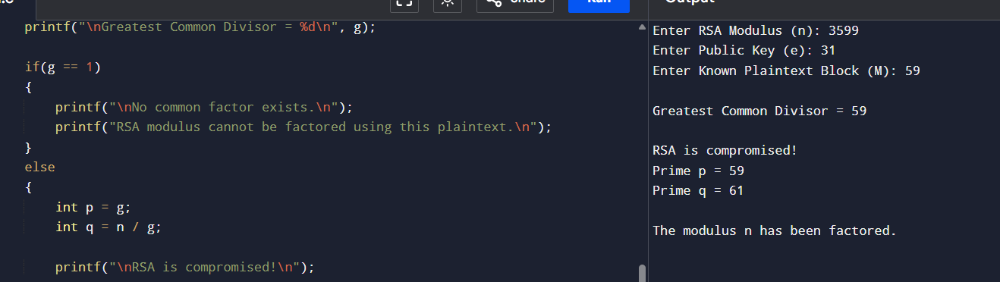 Output
printf("\nGreatest Common Divisor = %d\n", g);
if(g == 1)
{
    printf("\nNo common factor exists.\n");
    printf("RSA modulus cannot be factored using this plaintext.\n");
}
else
{
    int p = g;
    int q = n / g;
    printf("\nRSA is compromised!\n");
Enter RSA Modulus (n): 3599
Enter Public Key (e): 31
Enter Known Plaintext Block (M): 59
Greatest Common Divisor = 59
RSA is compromised!
Prime p = 59
Prime q = 61
The modulus n has been factored.